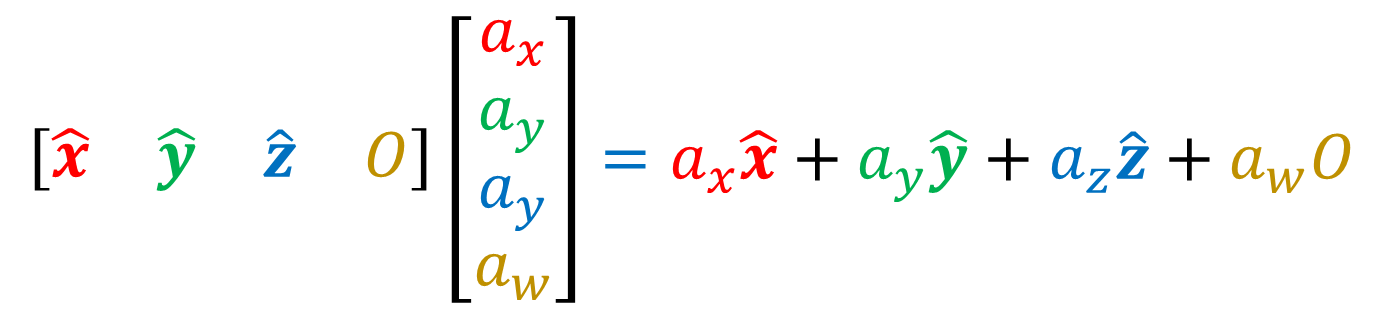 [x̂ ŷ ẑ O] [a_x a_y a_y a_w] = a_x x̂ + a_y ŷ + a_z ẑ + a_w O